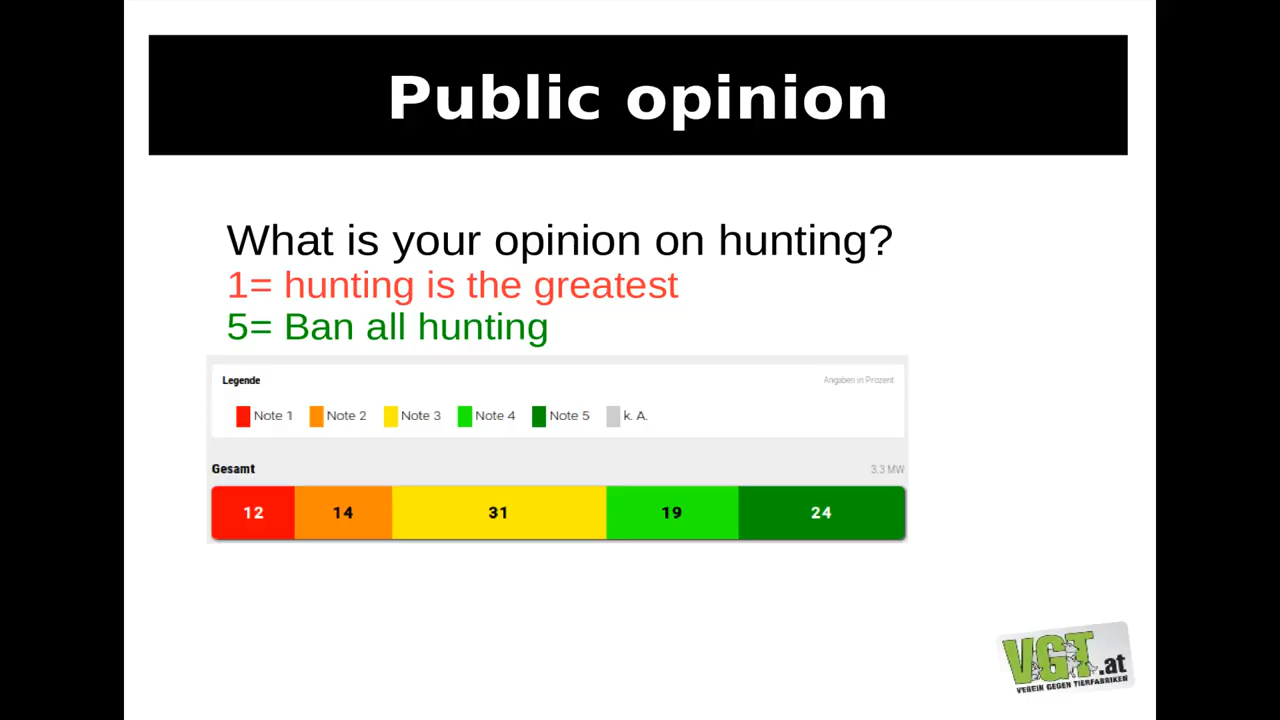 Public opinion
What is your opinion on hunting?
1= hunting is the greatest
5= Ban all hunting
Legende
Angaben in Prozent
Note 1 Note 2 Note 3 Note 4 Note 5 k. A.
Gesamt
3.3 MW
12 14 31 19 24
VGT.at
VEREIN GEGEN TIERFABRIKEN